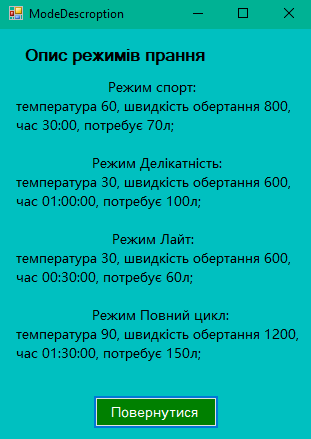 ModeDescroption
Опис режимів прання
Режим спорт:
температура 60, швидкість обертання 800,
час 30:00, потребує 70л;
Режим Делікатність:
температура 30, швидкість обертання 600,
час 01:00:00, потребує 100л;
Режим Лайт:
температура 30, швидкість обертання 600,
час 00:30:00, потребує 60л;
Режим Повний цикл:
температура 90, швидкість обертання 1200,
час 01:30:00, потребує 150л;
Повернутися